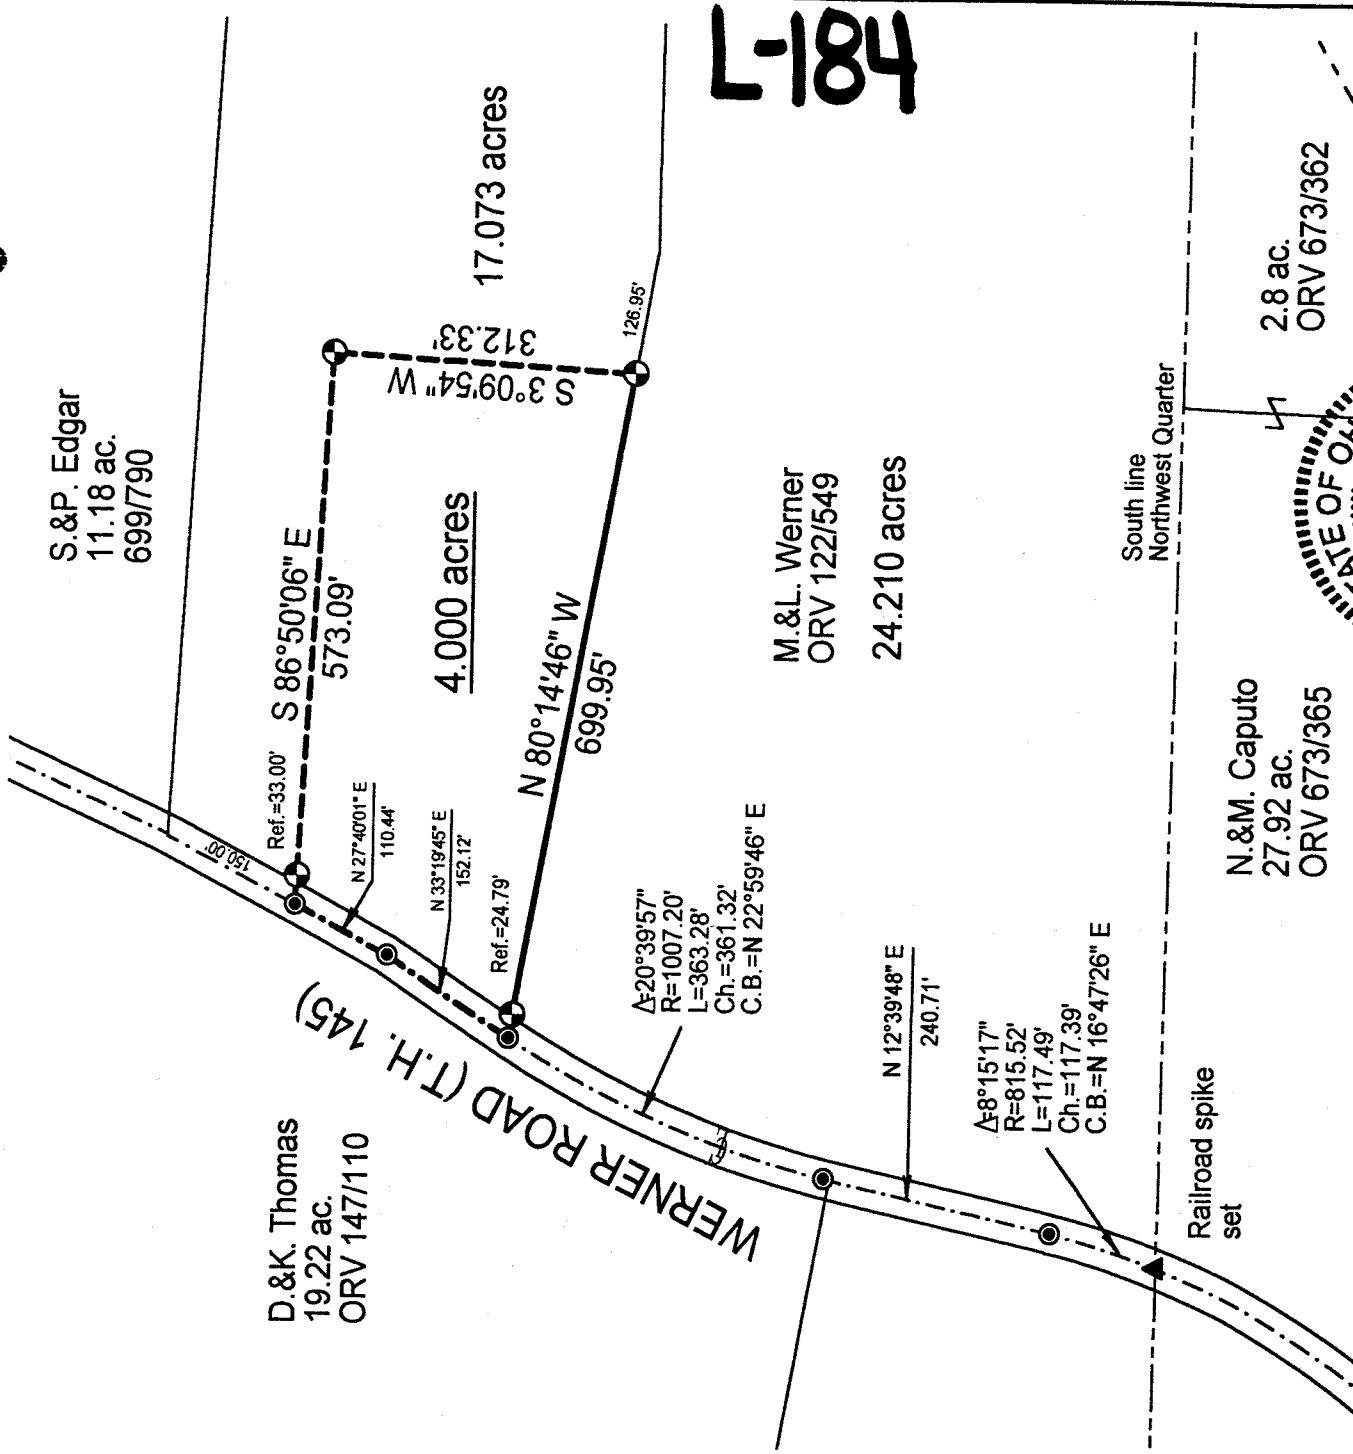 L-184
S.&P. Edgar
11.18 ac.
699/790
17.073 acres
S 86°50'06" E
573.09'
S 3°09'54" W
312.33'
126.95'
4.000 acres
N 80°14'46" W
699.95'
Ref.=33.00'
150.00'
N 27°40'01" E
110.44'
N 33°19'45" E
152.12'
Ref.=24.79'
WERNER ROAD (T.H. 145)
D.&K. Thomas
19.22 ac.
ORV 147/110
M.&L. Werner
ORV 122/549
24.210 acres
Δ=20°39'57"
R=1007.20'
L=363.28'
Ch.=361.32'
C.B.=N 22°59'46" E
N 12°39'48" E
240.71'
Δ=8°15'17"
R=815.52'
L=117.49'
Ch.=117.39'
C.B.=N 16°47'26" E
Railroad spike
set
South line
Northwest Quarter
2.8 ac.
ORV 673/362
N.&M. Caputo
27.92 ac.
ORV 673/365
ATE OF O